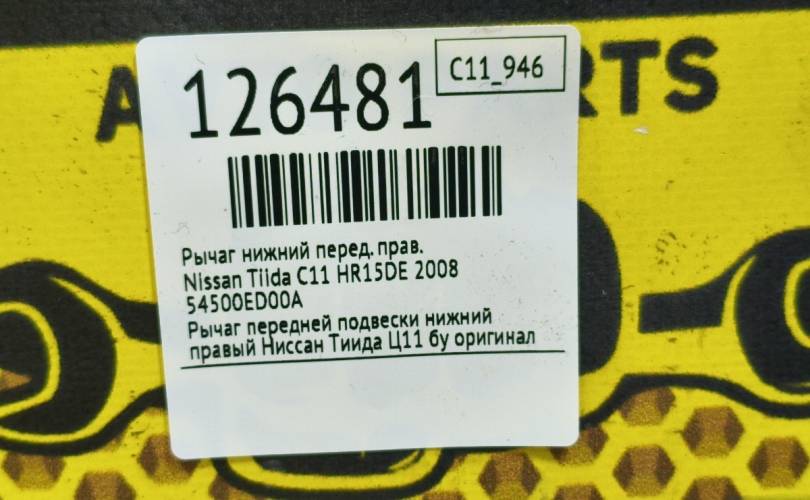 126481
C11_946
Рычаг нижний перед. прав.
Nissan Tiida C11 HR15DE 2008
54500ED00A
Рычаг передней подвески нижний
правый Ниссан Тиида Ц11 бу оригинал